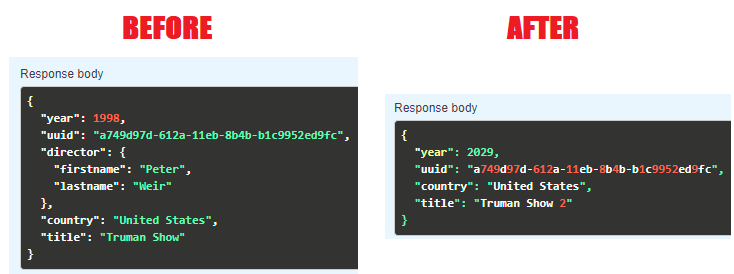 BEFORE
Response body
{
  "year": 1998,
  "uuid": "a749d97d-612a-11eb-8b4b-b1c9952ed9fc",
  "director": {
    "firstname": "Peter",
    "lastname": "Weir"
  },
  "country": "United States",
  "title": "Truman Show"
}
AFTER
Response body
{
  "year": 2029,
  "uuid": "a749d97d-612a-11eb-8b4b-b1c9952ed9fc",
  "country": "United States",
  "title": "Truman Show 2"
}